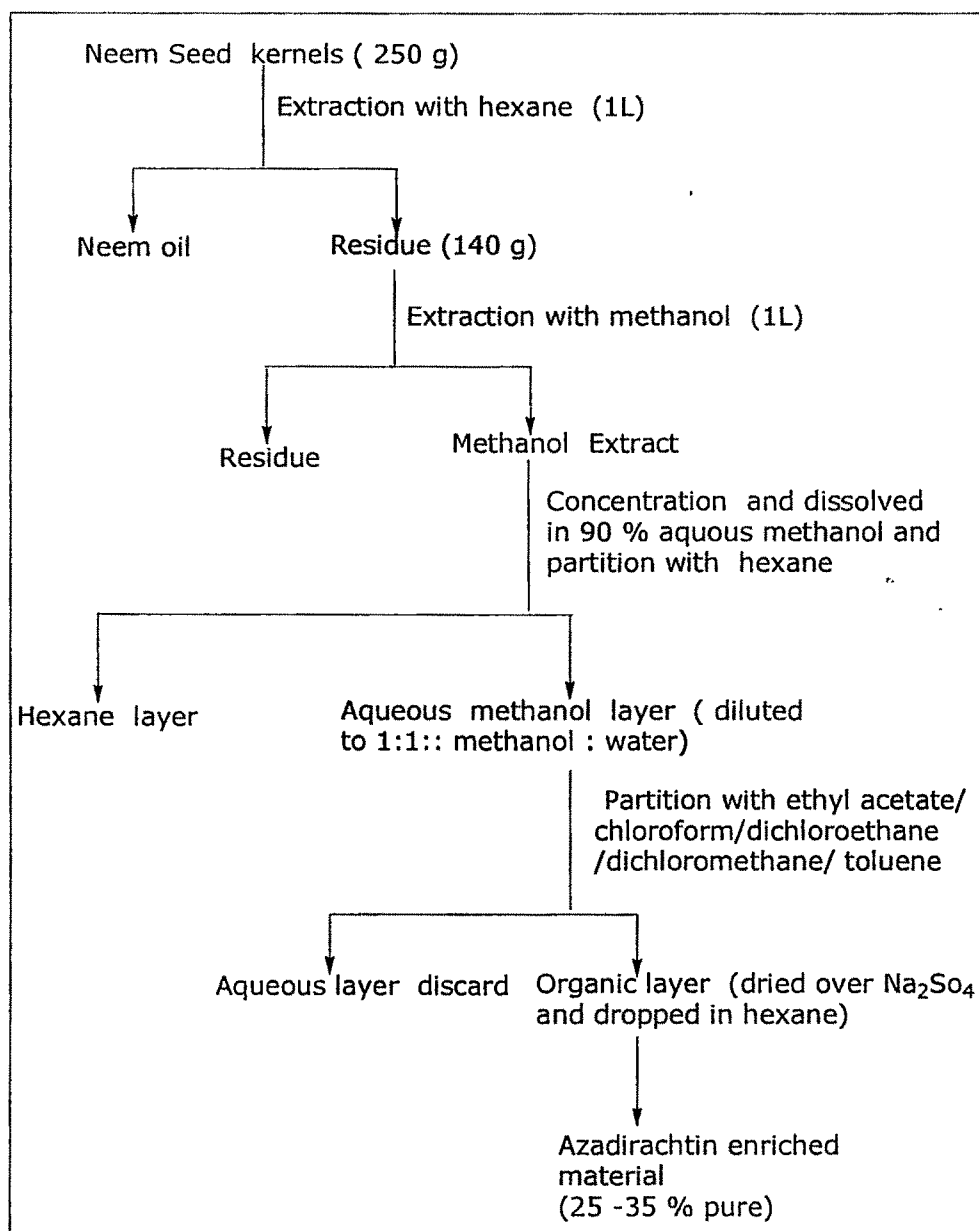 Neem Seed kernels ( 250 g)
Extraction with hexane (1L)
Neem oil
Residue (140 g)
Extraction with methanol (1L)
Residue
Methanol Extract
Concentration and dissolved
in 90 % aquous methanol and
partition with hexane
Hexane layer
Aqueous methanol layer ( diluted
to 1:1:: methanol : water)
Partition with ethyl acetate/
chloroform/dichloroethane
/dichloromethane/ toluene
Aqueous layer discard
Organic layer (dried over Na₂So₄
and dropped in hexane)
Azadirachtin enriched
material
(25 -35 % pure)